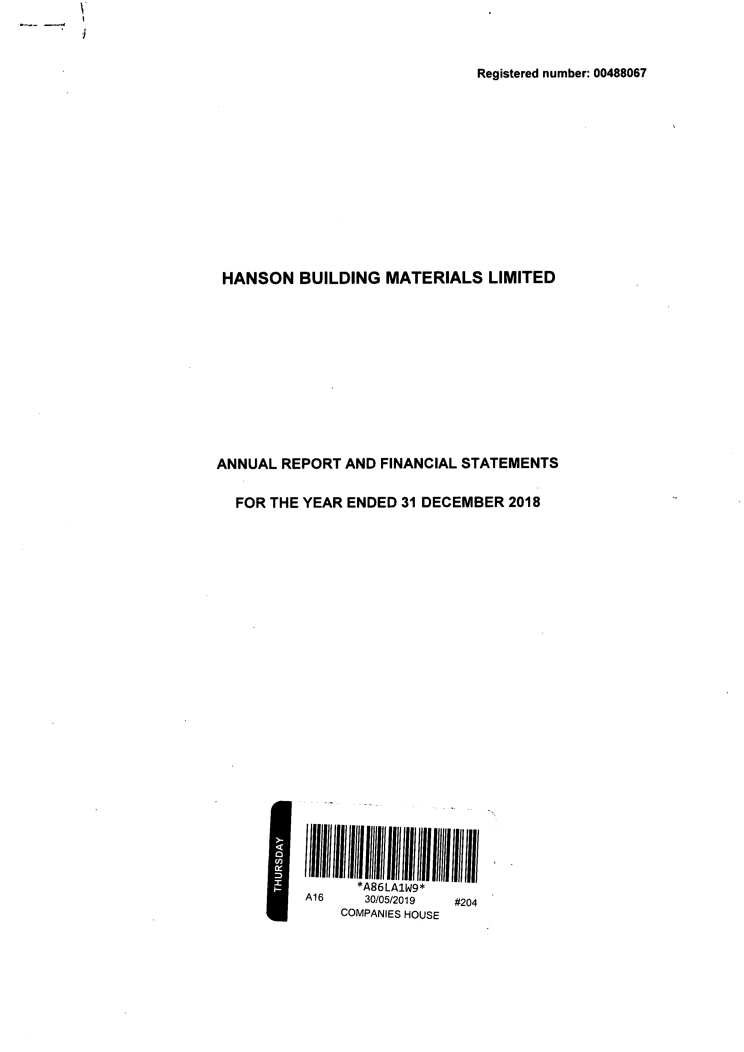 Registered number: 00488067
HANSON BUILDING MATERIALS LIMITED
ANNUAL REPORT AND FINANCIAL STATEMENTS
FOR THE YEAR ENDED 31 DECEMBER 2018
THURSDAY
*A86LA1W9*
A16 30/05/2019 #204
COMPANIES HOUSE